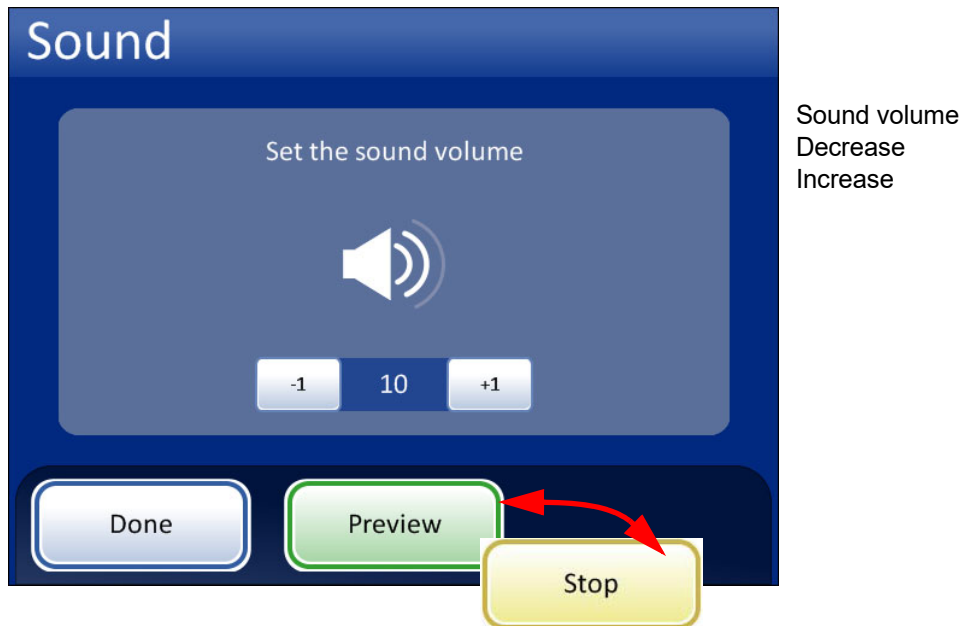 Sound
Set the sound volume
-1 10 +1
Done Preview
Stop
Sound volume
Decrease
Increase